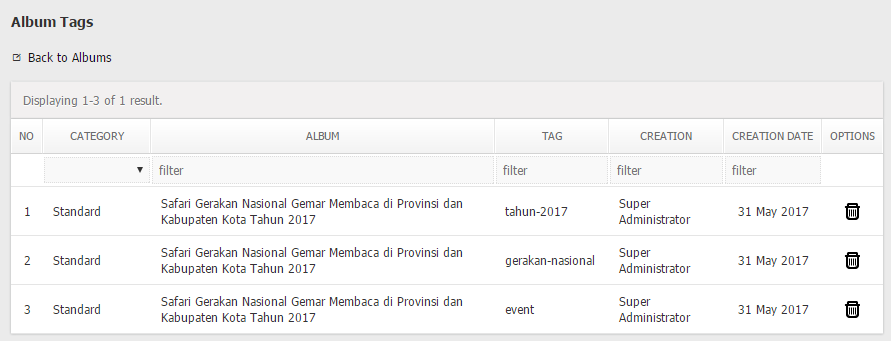 Album Tags
Back to Albums
Displaying 1-3 of 1 result.
NO CATEGORY ALBUM TAG CREATION CREATION DATE OPTIONS
filter filter filter filter
1 Standard Safari Gerakan Nasional Gemar Membaca di Provinsi dan Kabupaten Kota Tahun 2017 tahun-2017 Super Administrator 31 May 2017
2 Standard Safari Gerakan Nasional Gemar Membaca di Provinsi dan Kabupaten Kota Tahun 2017 gerakan-nasional Super Administrator 31 May 2017
3 Standard Safari Gerakan Nasional Gemar Membaca di Provinsi dan Kabupaten Kota Tahun 2017 event Super Administrator 31 May 2017